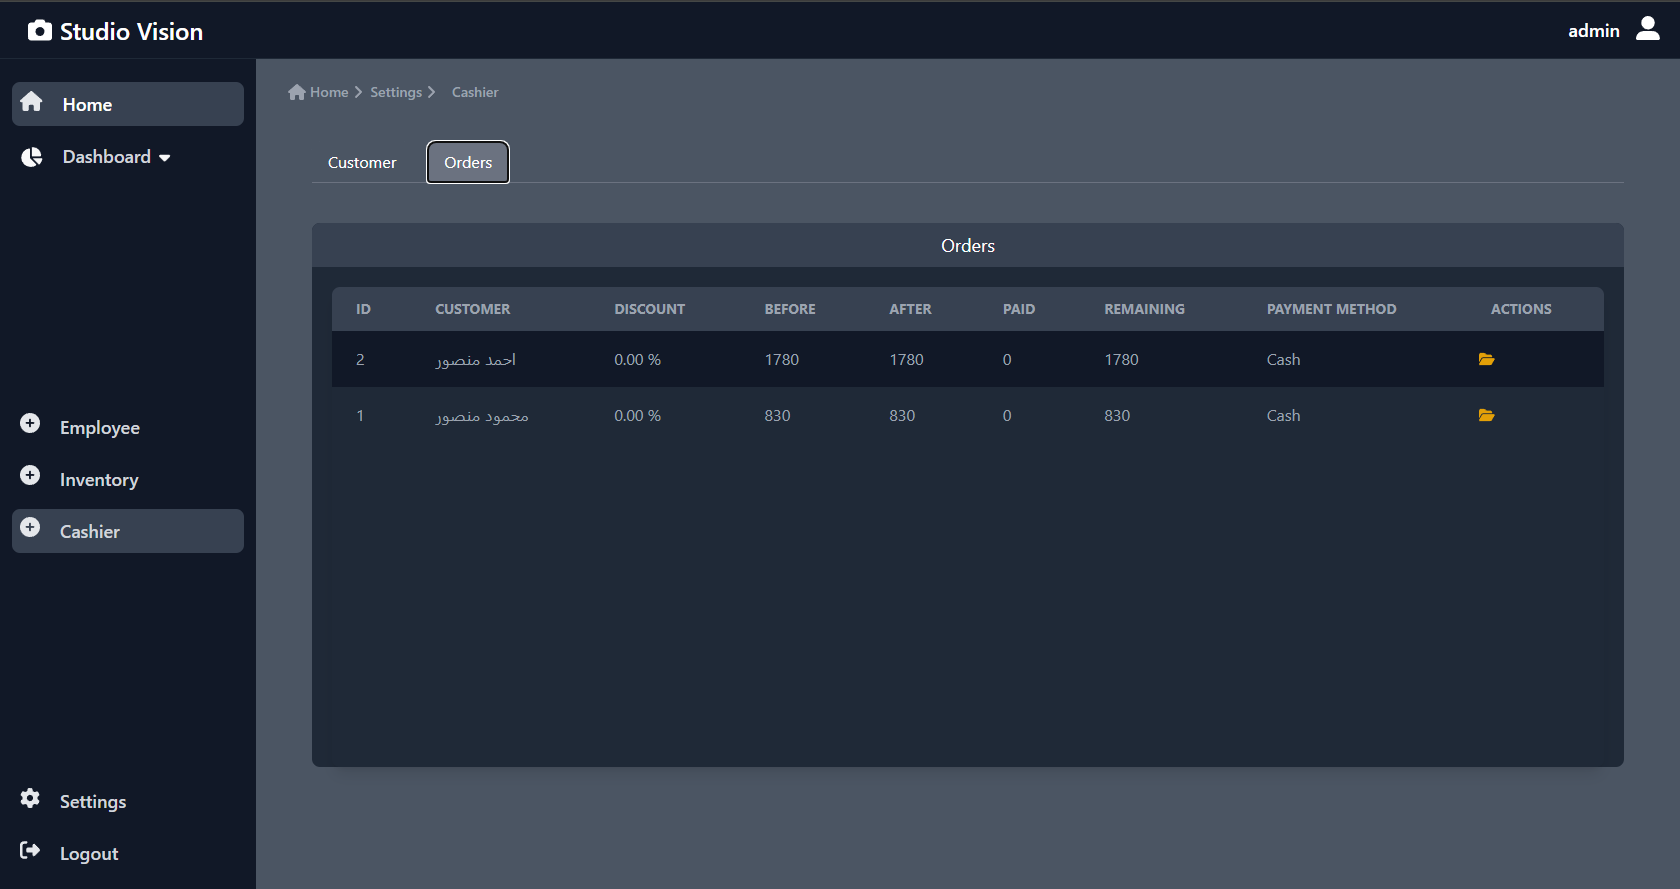 Studio Vision
admin
Home
Dashboard
Employee
Inventory
Cashier
Settings
Logout
Home Settings Cashier
Customer Orders
Orders
ID CUSTOMER DISCOUNT BEFORE AFTER PAID REMAINING PAYMENT METHOD ACTIONS
2 احمد منصور 0.00 % 1780 1780 0 1780 Cash
1 محمود منصور 0.00 % 830 830 0 830 Cash